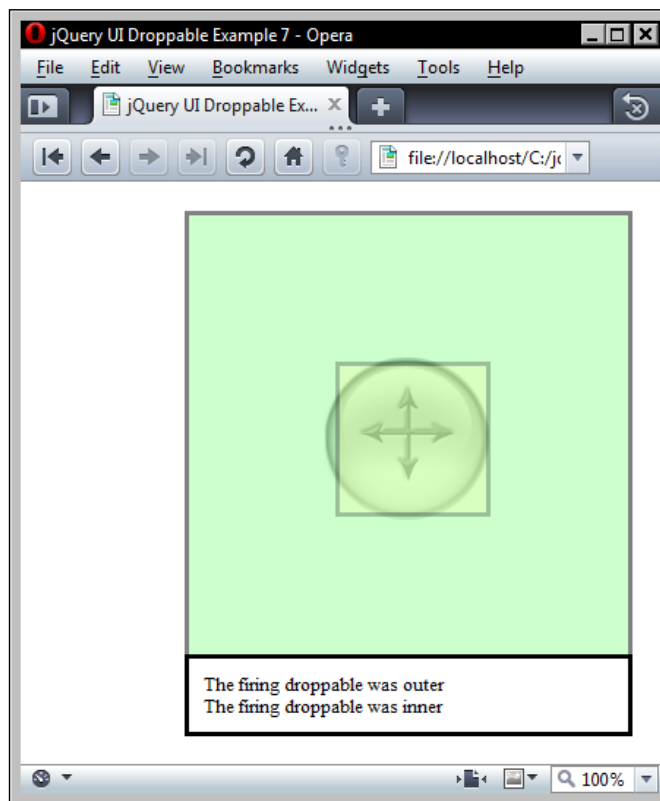 jQuery UI Droppable Example 7 - Opera
File Edit View Bookmarks Widgets Tools Help
jQuery UI Droppable Ex...
file://localhost/C:/jq
The firing droppable was outer
The firing droppable was inner
100%